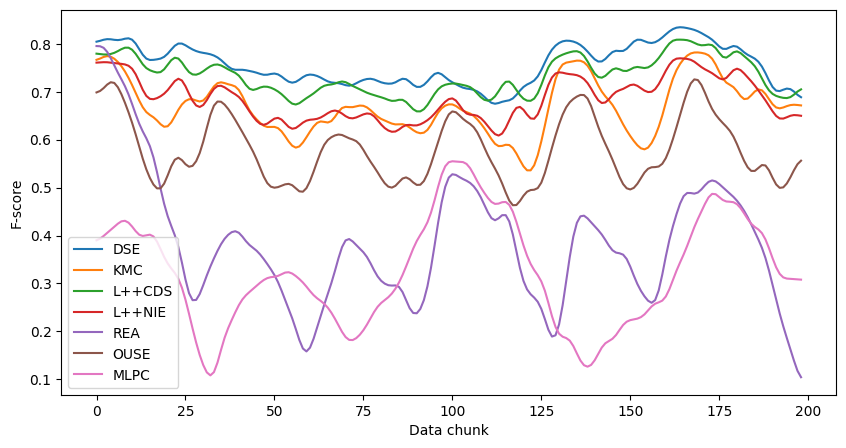 0.8
0.7
0.6
0.5
0.4
0.3
0.2
0.1
F-score
DSE
KMC
L++CDS
L++NIE
REA
OUSE
MLPC
0 25 50 75 100 125 150 175 200
Data chunk